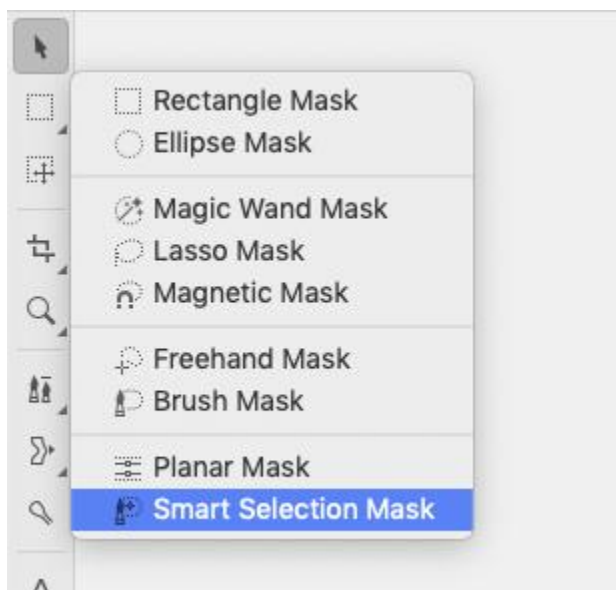 Rectangle Mask
Ellipse Mask
Magic Wand Mask
Lasso Mask
Magnetic Mask
Freehand Mask
Brush Mask
Planar Mask
Smart Selection Mask